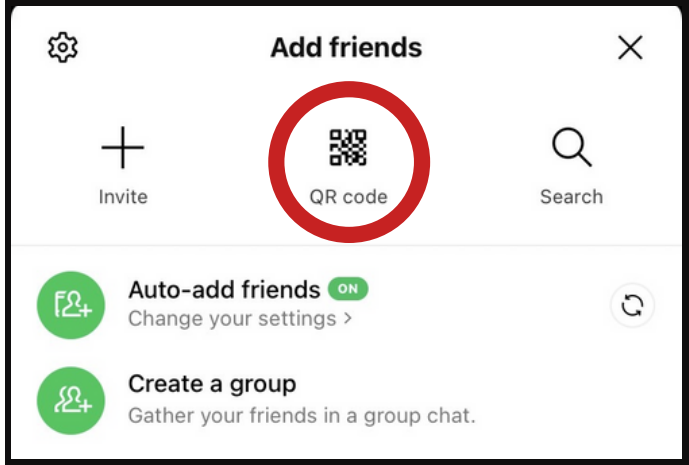 Add friends
Invite
QR code
Search
Auto-add friends ON
Change your settings >
Create a group
Gather your friends in a group chat.